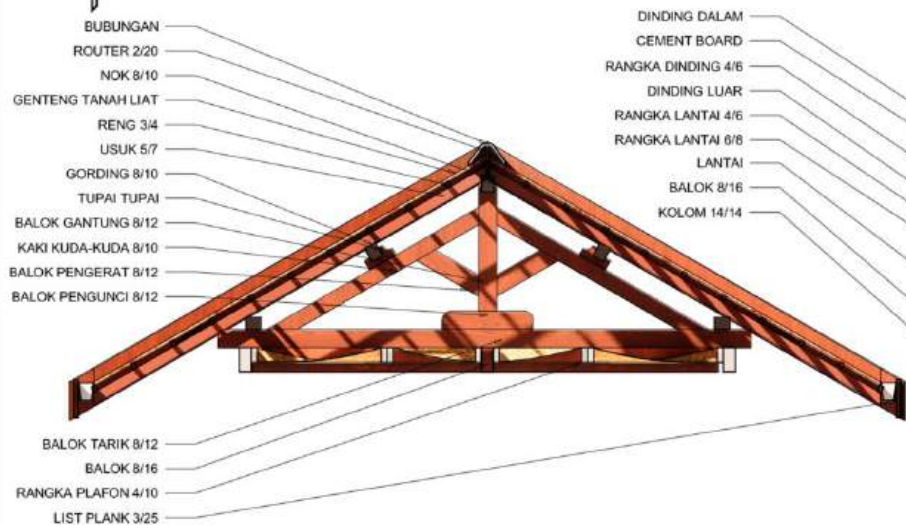 BUBUNGAN
ROUTER 2/20
NOK 8/10
GENTENG TANAH LIAT
RENG 3/4
USUK 5/7
GORDING 8/10
TUPAI TUPAI
BALOK GANTUNG 8/12
KAKI KUDA-KUDA 8/10
BALOK PENGERAT 8/12
BALOK PENGUNCI 8/12
BALOK TARIK 8/12
BALOK 8/16
RANGKA PLAFON 4/10
LIST PLANK 3/25
DINDING DALAM
CEMENT BOARD
RANGKA DINDING 4/6
DINDING LUAR
RANGKA LANTAI 4/6
RANGKA LANTAI 6/8
LANTAI
BALOK 8/16
KOLOM 14/14